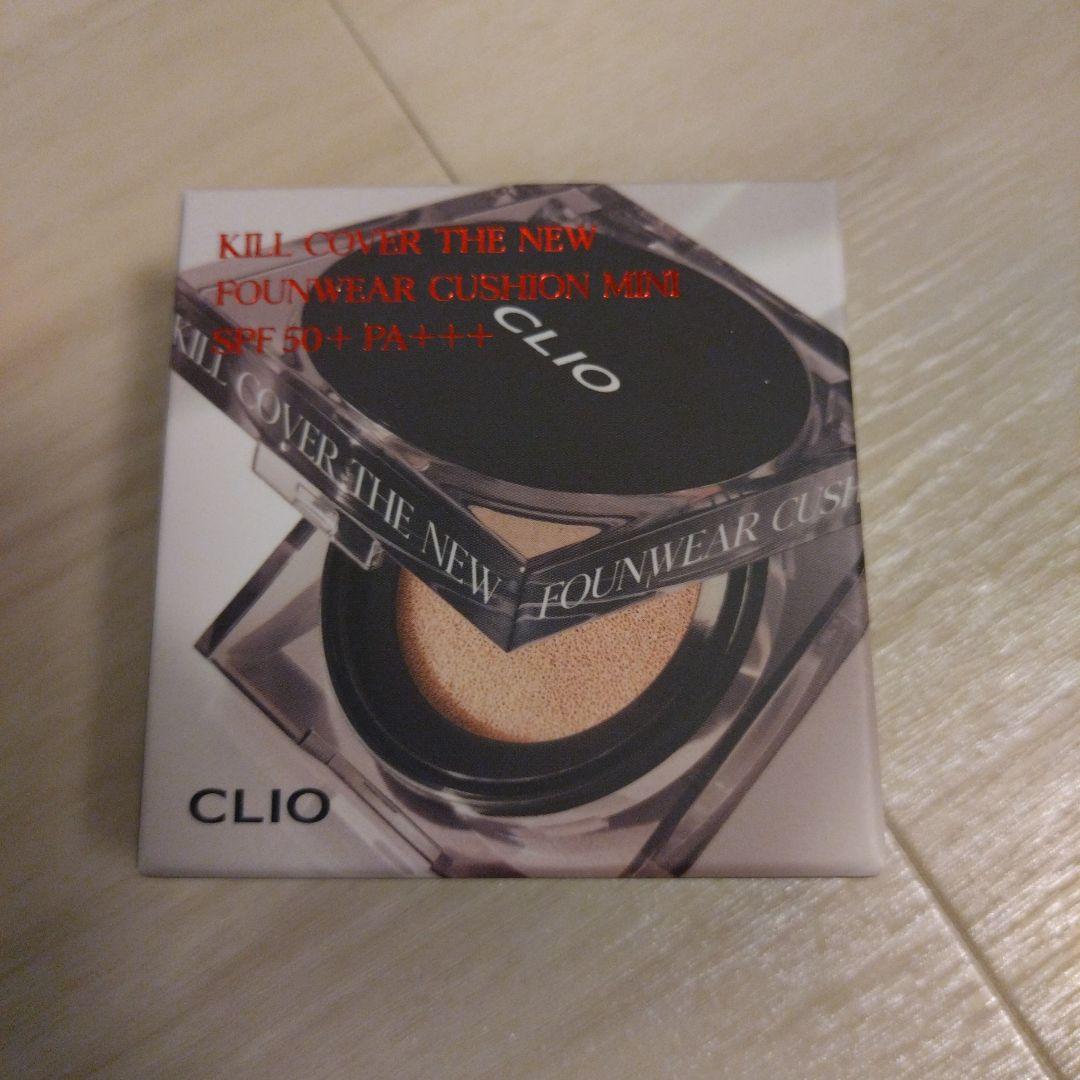 KILL COVER THE NEW
FOUNWEAR CUSHION MINI
SPF 50+ PA+++
CLIO
KILL COVER THE NEW
FOUNWEAR CUSH
CLIO